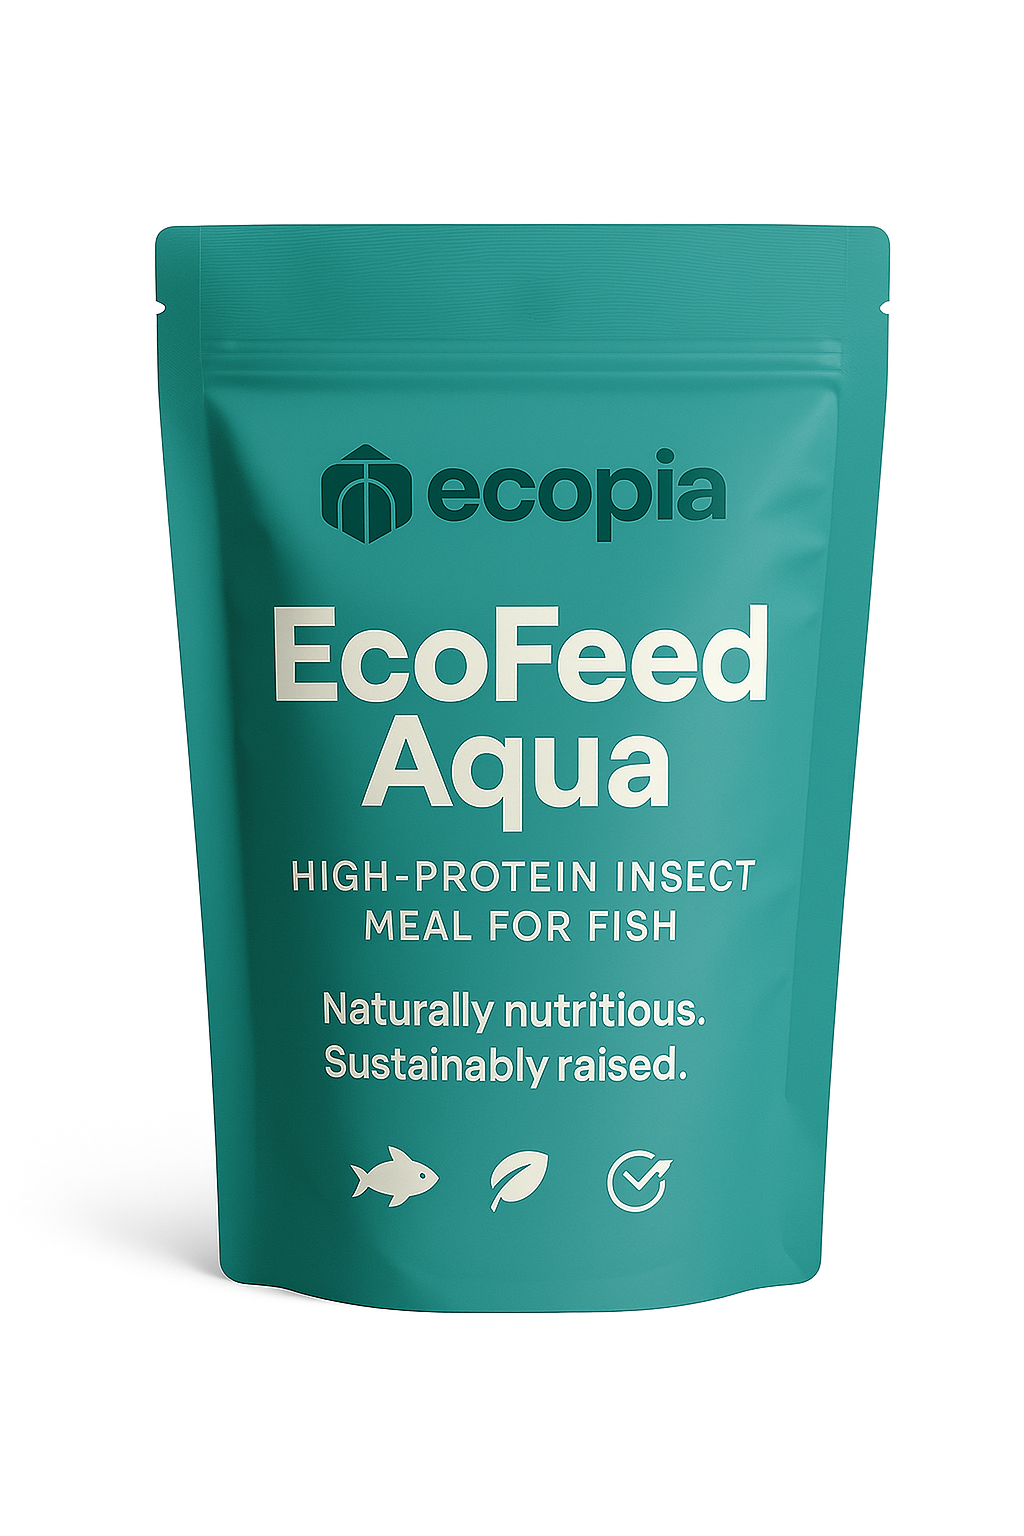 ecopia
EcoFeed
Aqua
HIGH-PROTEIN INSECT
MEAL FOR FISH
Naturally nutritious.
Sustainably raised.